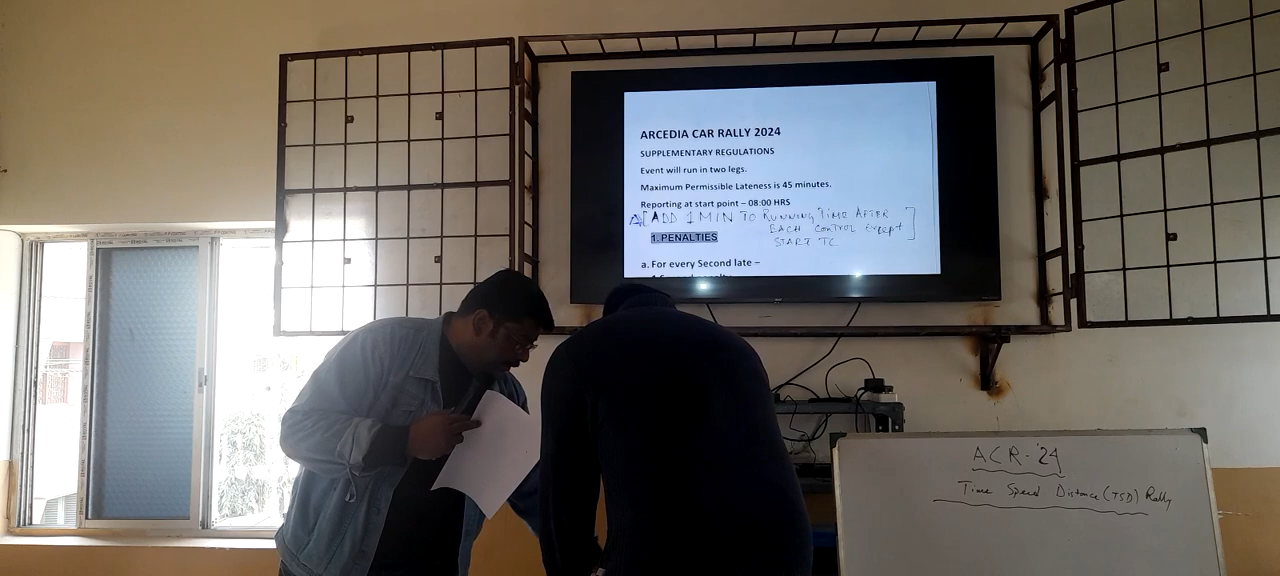 ARCEDIA CAR RALLY 2024
SUPPLEMENTARY REGULATIONS
Event will run in two legs.
Maximum Permissible Lateness is 45 minutes.
Reporting at start point – 08:00 HRS
[ADD 1 MIN TO RUNNING TIME AFTER
EACH CONTROL EXCEPT]
START TC
1. PENALTIES
a. For every Second late –
ACR-'24
Time Speed Distance (TSD) Rally